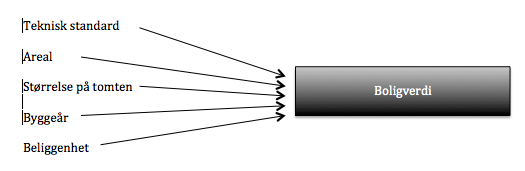 Teknisk standard
Areal
Størrelse på tomten
Byggeår
Beliggenhet
Boligverdi